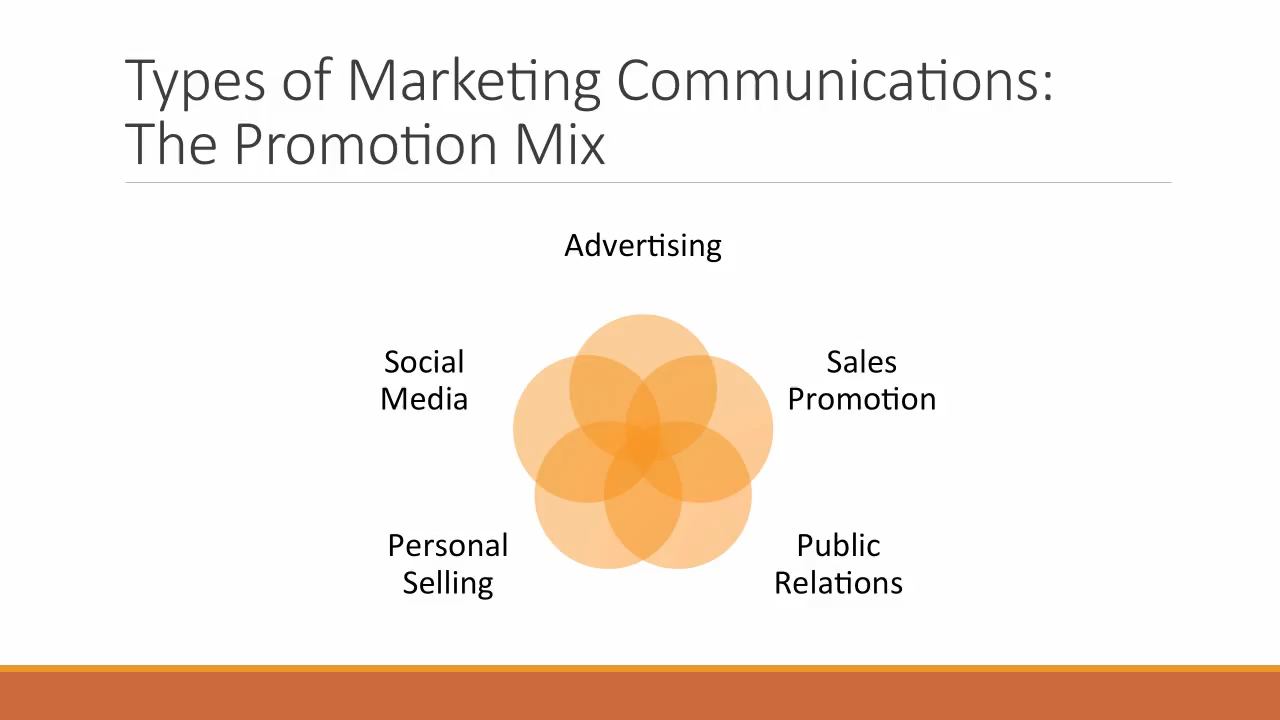 Types of Marketing Communications:
The Promotion Mix
Advertising
Social
Media
Sales
Promotion
Personal
Selling
Public
Relations